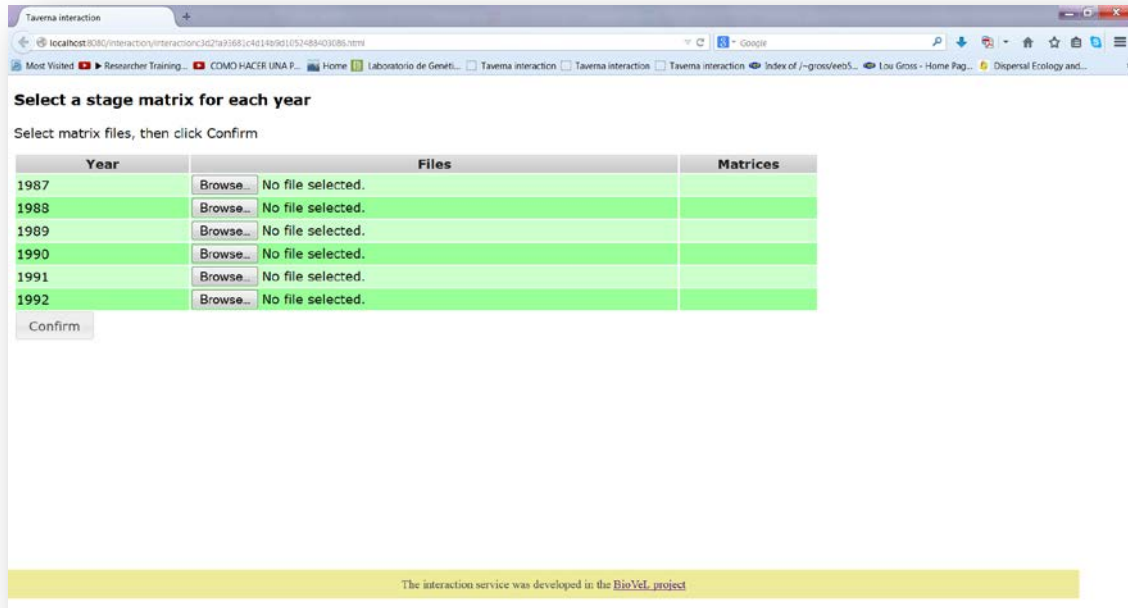 Taverna interaction
localhost:8080/interaction/
Google
Most Visited Researcher Training... COMO HACER UNA P... Home Laboratorio de Genéti... Taverna interaction Taverna interaction Taverna interaction Index of /~gross/eeb5... Lou Gross - Home Pag... Dispersal Ecology and...
Select a stage matrix for each year
Select matrix files, then click Confirm
Year Files Matrices
1987 Browse... No file selected.
1988 Browse... No file selected.
1989 Browse... No file selected.
1990 Browse... No file selected.
1991 Browse... No file selected.
1992 Browse... No file selected.
Confirm
The interaction service was developed in the BioVeL project